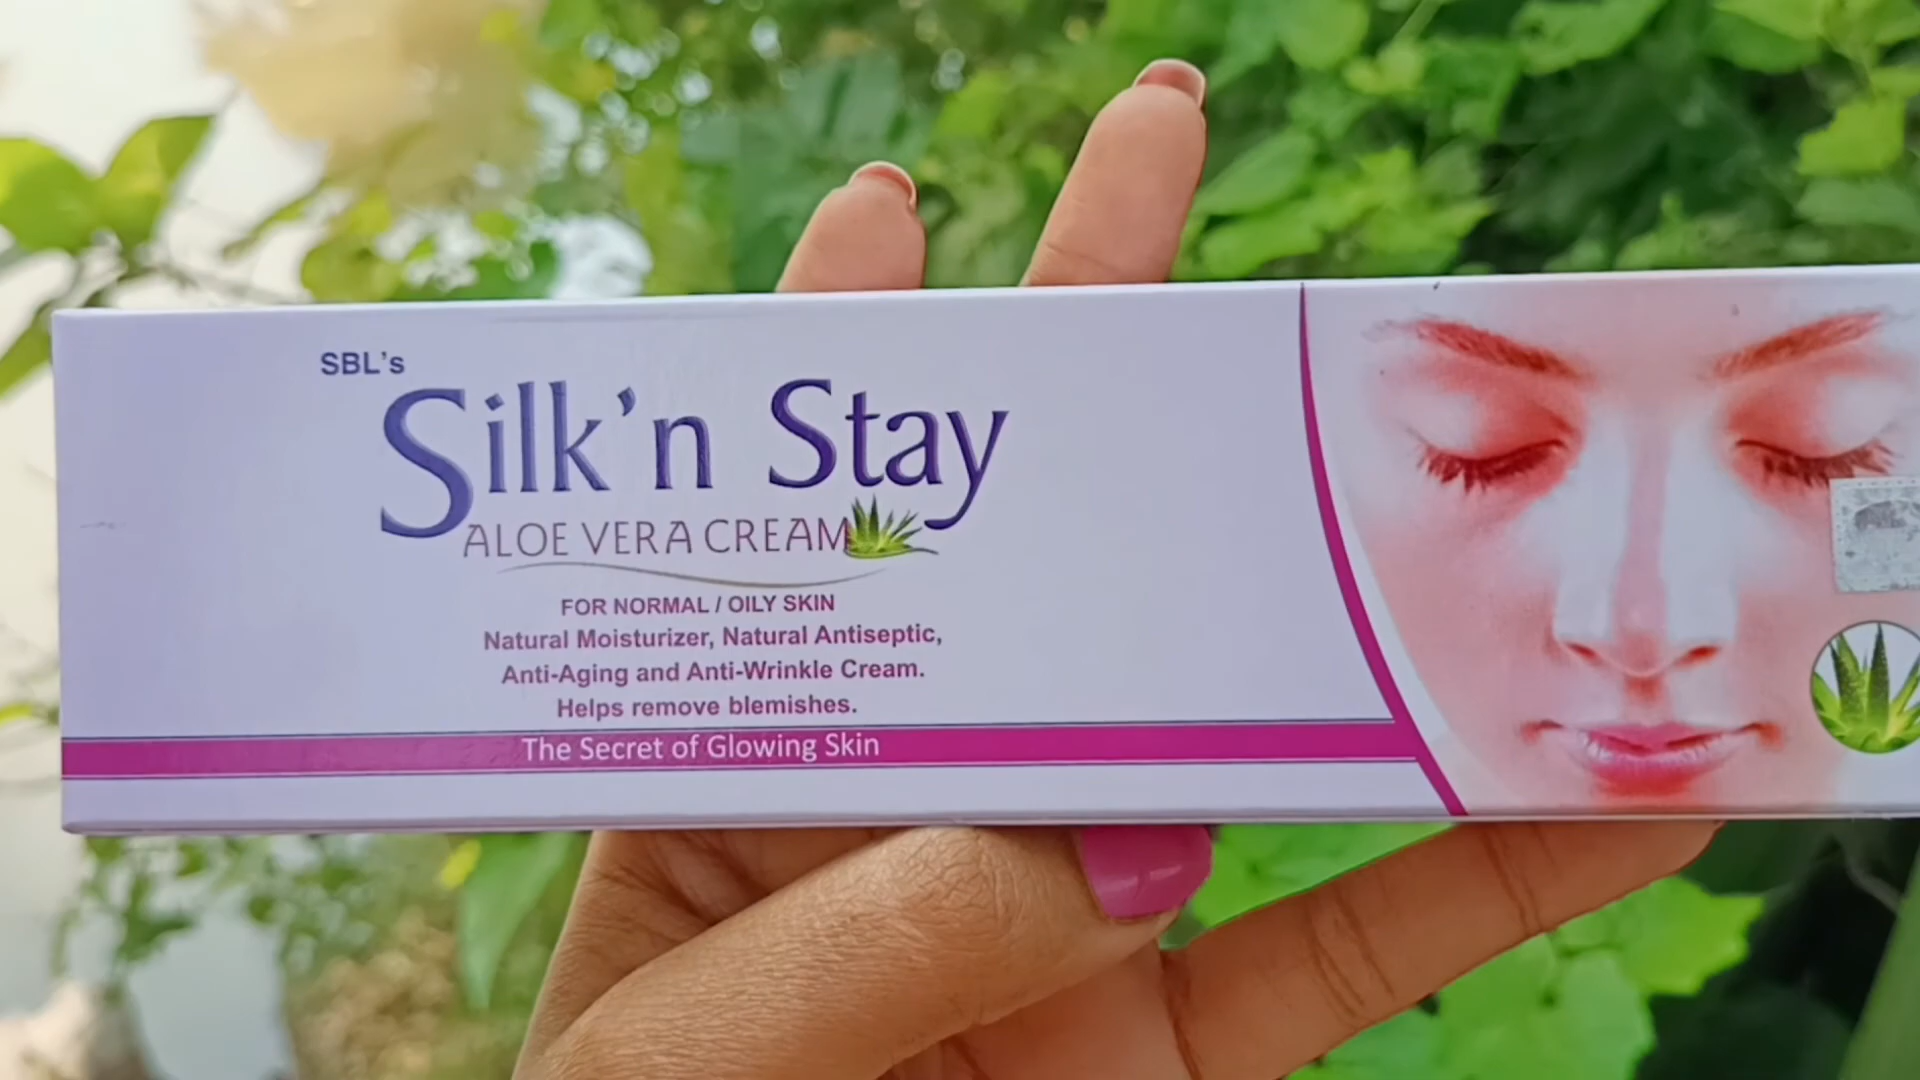 SBL's
Silk'n Stay
ALOE VERA CREAM
FOR NORMAL / OILY SKIN
Natural Moisturizer, Natural Antiseptic,
Anti-Aging and Anti-Wrinkle Cream.
Helps remove blemishes.
The Secret of Glowing Skin